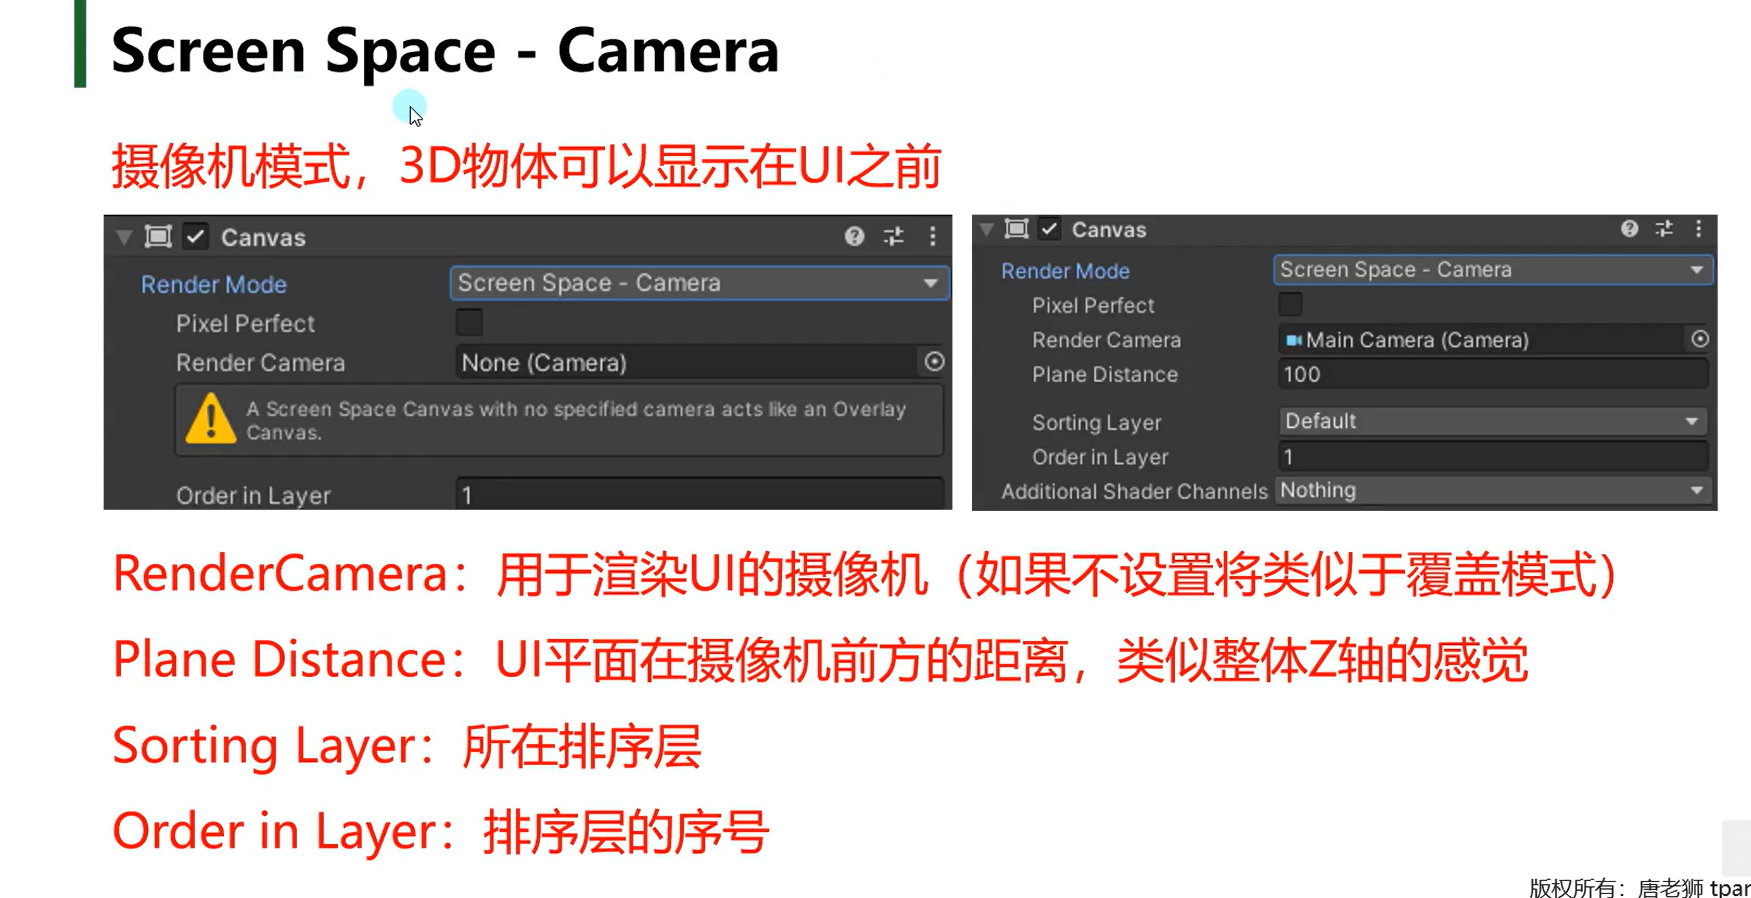 Screen Space - Camera
摄像机模式，3D物体可以显示在UI之前
Canvas
Render Mode Screen Space - Camera
Pixel Perfect
Render Camera None (Camera)
A Screen Space Canvas with no specified camera acts like an Overlay
Canvas.
Order in Layer 1
Canvas
Render Mode Screen Space - Camera
Pixel Perfect
Render Camera Main Camera (Camera)
Plane Distance 100
Sorting Layer Default
Order in Layer 1
Additional Shader Channels Nothing
RenderCamera：用于渲染UI的摄像机（如果不设置将类似于覆盖模式）
Plane Distance：UI平面在摄像机前方的距离，类似整体Z轴的感觉
Sorting Layer：所在排序层
Order in Layer：排序层的序号
版权所有：唐老狮 tpan